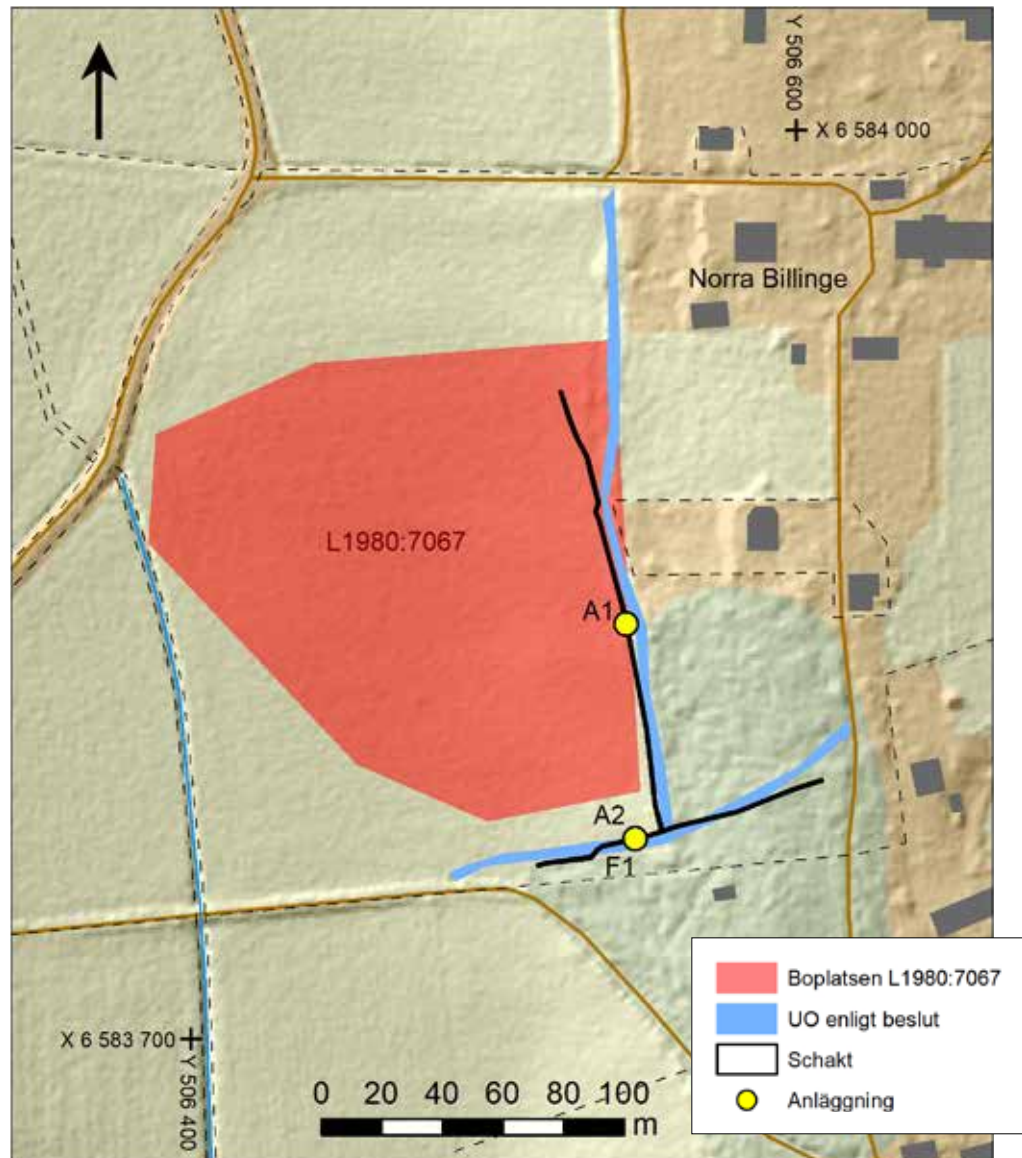 Y 506 600
X 6 584 000
Norra Billinge
L1980:7067
A1
A2
F1
X 6 583 700
Y 506 400
0 20 40 60 80 100
m
Boplatsen L1980:7067
UO enligt beslut
Schakt
Anläggning